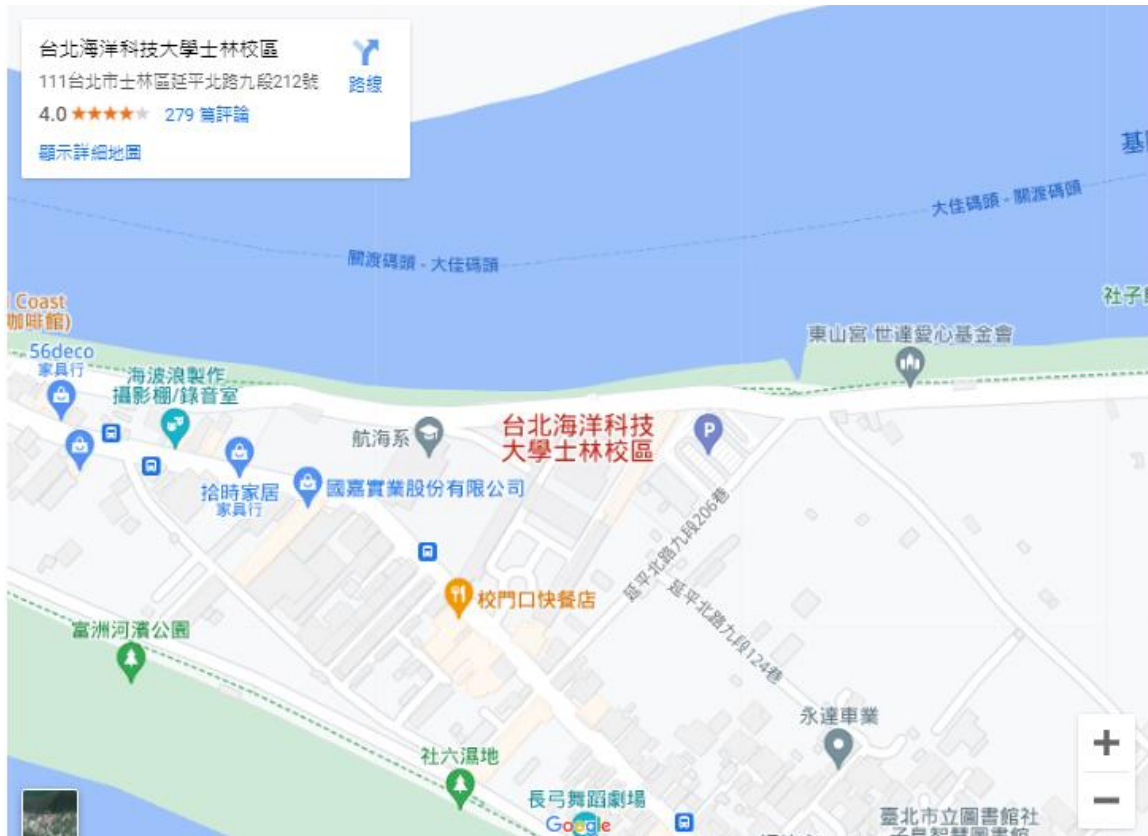 台北海洋科技大學士林校區
111台北市士林區延平北路九段212號
路線
4.0
279 篇評論
顯示詳細地圖
基
大佳碼頭 - 關渡碼頭
關渡碼頭 - 大佳碼頭
社子
Coast
咖啡館)
東山宮 世達愛心基金會
56deco
家具行
海波浪製作
攝影棚/錄音室
航海系
台北海洋科技
大學士林校區
P
拾時家居
家具行
國嘉實業股份有限公司
延平北路九段206巷
校門口快餐店
延平北路九段124巷
富洲河濱公園
永達車業
+
社六濕地
−
長弓舞蹈劇場
Google
臺北市立圖書館社